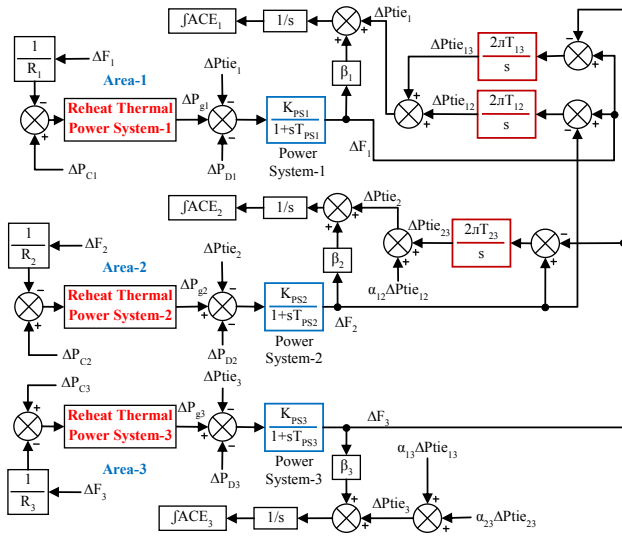 ∫ACE₁
1/s
ΔPtie₁
1
R₁
ΔF₁
Area-1
ΔPtie₁
β₁
ΔPtie₁₃
2πT₁₃
s
ΔPtie₁₂
2πT₁₂
s
Reheat Thermal
Power System-1
ΔP_g1
K_PS1
1+sT_PS1
Power
System-1
ΔF₁
ΔP_C1
ΔP_D1
∫ACE₂
1/s
ΔPtie₂
1
R₂
ΔF₂
Area-2
ΔPtie₂
β₂
ΔPtie₂₃
2πT₂₃
s
α₁₂ΔPtie₁₂
Reheat Thermal
Power System-2
ΔP_g2
K_PS2
1+sT_PS2
Power
System-2
ΔF₂
ΔP_C2
ΔP_D2
ΔP_C3
ΔPtie₃
Reheat Thermal
Power System-3
ΔP_g3
K_PS3
1+sT_PS3
Power
System-3
ΔF₃
Area-3
ΔP_D3
β₃
α₁₃ΔPtie₁₃
1
R₃
ΔF₃
∫ACE₃
1/s
ΔPtie₃
α₂₃ΔPtie₂₃